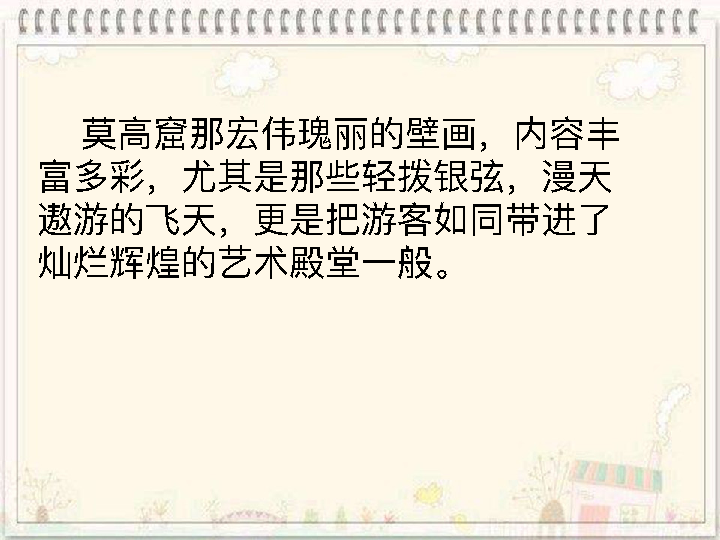 莫高窟那宏伟瑰丽的壁画，内容丰
富多彩，尤其是那些轻拨银弦，漫天
遨游的飞天，更是把游客如同带进了
灿烂辉煌的艺术殿堂一般。